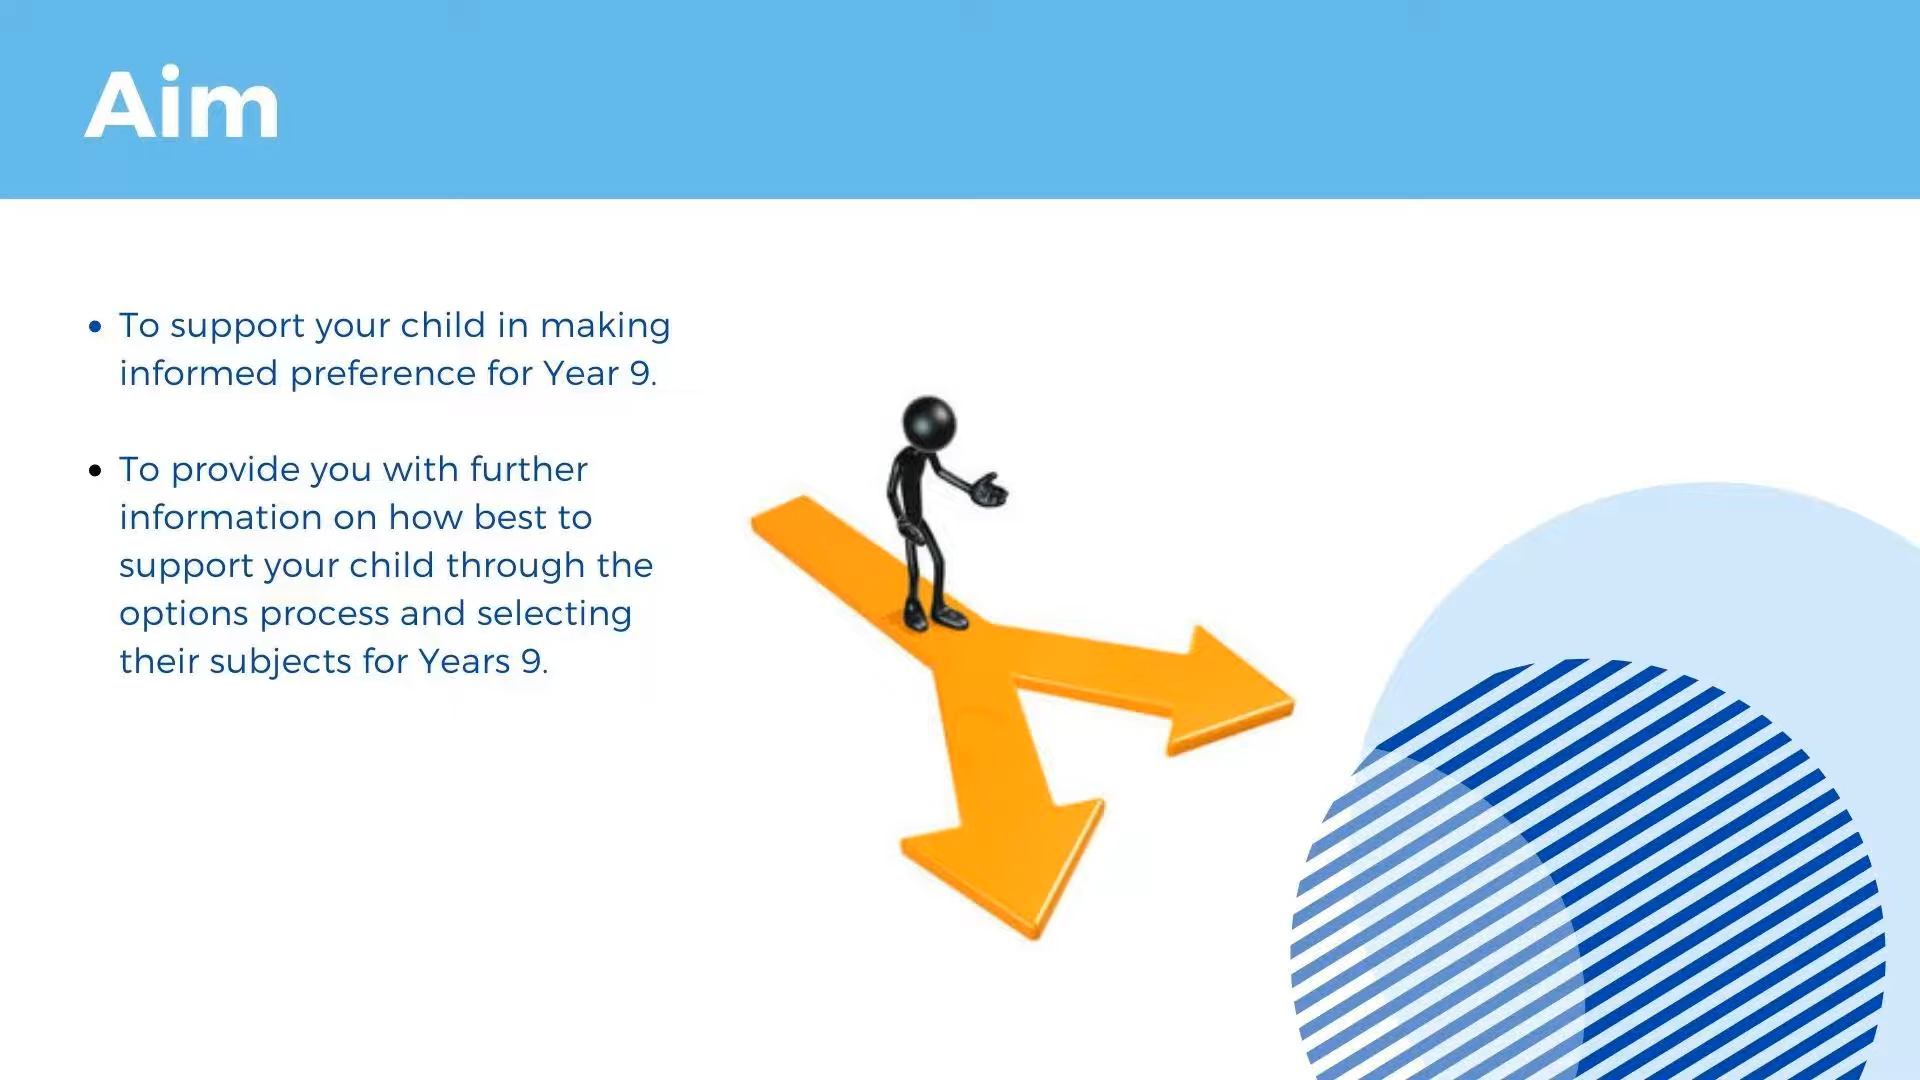 Aim
• To support your child in making
informed preference for Year 9.
• To provide you with further
information on how best to
support your child through the
options process and selecting
their subjects for Years 9.